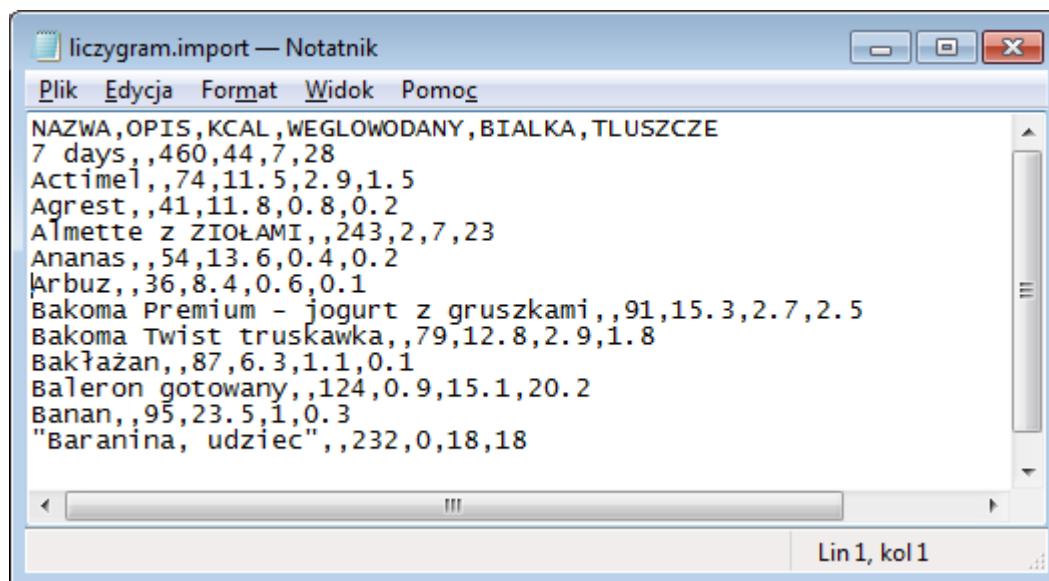 liczygram.import — Notatnik
Plik Edycja Format Widok Pomoc
NAZWA,OPIS,KCAL,WEGLOWODANY,BIALKA,TLUSZCZE
7 days,,460,44,7,28
Actimel,,74,11.5,2.9,1.5
Agrest,,41,11.8,0.8,0.2
Almette z ZIOŁAMI,,243,2,7,23
Ananas,,54,13.6,0.4,0.2
Arbuz,,36,8.4,0.6,0.1
Bakoma Premium – jogurt z gruszkami,,91,15.3,2.7,2.5
Bakoma Twist truskawka,,79,12.8,2.9,1.8
Bakłażan,,87,6.3,1.1,0.1
Baleron gotowany,,124,0.9,15.1,20.2
Banan,,95,23.5,1,0.3
"Baranina, udziec",,232,0,18,18
Lin 1, kol 1